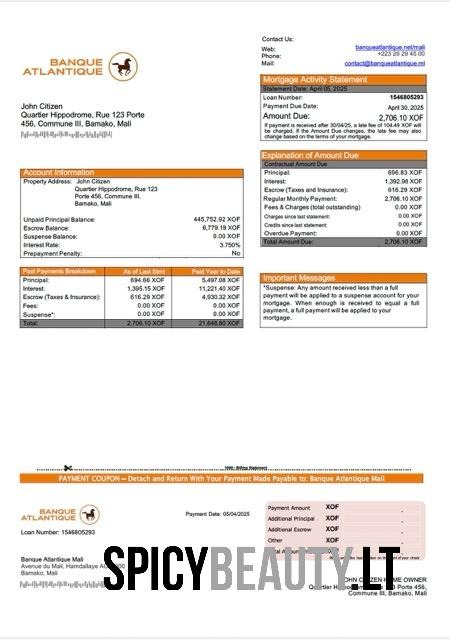 Contact Us:
Web: banqueatlantique.net/mali
Phone: +223 20 29 45 00
Mail: contact@banqueatlantique.ml
BANQUE
ATLANTIQUE
Mortgage Activity Statement
Statement Date: April 05, 2025
Loan Number: 1546805293
Payment Due Date: April 30, 2025
Amount Due: 2,706.10 XOF
If payment is received after 30/04/25, a late fee of 104.49 XOF will
be charged. If the Amount Due changes, the late fee may also
change based on the terms of your mortgage.
John Citizen
Quartier Hippodrome, Rue 123 Porte
456, Commune III, Bamako, Mali
Explanation of Amount Due
Contractual Amount Due
Principal: 696.83 XOF
Interest: 1,392.98 XOF
Escrow (Taxes and Insurance): 616.29 XOF
Regular Monthly Payment: 2,706.10 XOF
Fees & Charges (total outstanding) 0.00 XOF
Charges since last statement: 0.00 XOF
Credits since last statement: 0.00 XOF
Overdue Payment: 0.00 XOF
Total Amount Due: 2,706.10 XOF
Account Information
Property Address: John Citizen
Quartier Hippodrome, Rue 123
Porte 456, Commune III,
Bamako, Mali
Unpaid Principal Balance: 445,752.92 XOF
Escrow Balance: 6,779.19 XOF
Suspense Balance: 0.00 XOF
Interest Rate: 3.750%
Prepayment Penalty: No
Past Payments Breakdown As of Last Stmt Paid Year to Date
Principal: 694.66 XOF 5,497.08 XOF
Interest: 1,395.15 XOF 11,221.40 XOF
Escrow (Taxes & Insurance): 616.29 XOF 4,930.32 XOF
Fees: 0.00 XOF 0.00 XOF
Suspense*: 0.00 XOF 0.00 XOF
Total: 2,706.10 XOF 21,648.80 XOF
Important Messages
*Suspense: Any amount received less than a full
payment will be applied to a suspense account for your
mortgage. When enough is received to equal a full
payment, a full payment will be applied to your
mortgage.
Billing Statement
PAYMENT COUPON – Detach and Return With Your Payment Made Payable to: Banque Atlantique Mali
BANQUE
ATLANTIQUE
Payment Date: 05/04/2025
Loan Number: 1546805293
Payment Amount XOF .
Additional Principal XOF .
Additional Escrow XOF .
Other XOF .
Banque Atlantique Mali
Avenue du Mali, Hamdallaye
Bamako, Mali
SPICYBEAUTY.LT
HOME OWNER
Porte 456,
Commune III, Bamako, Mali